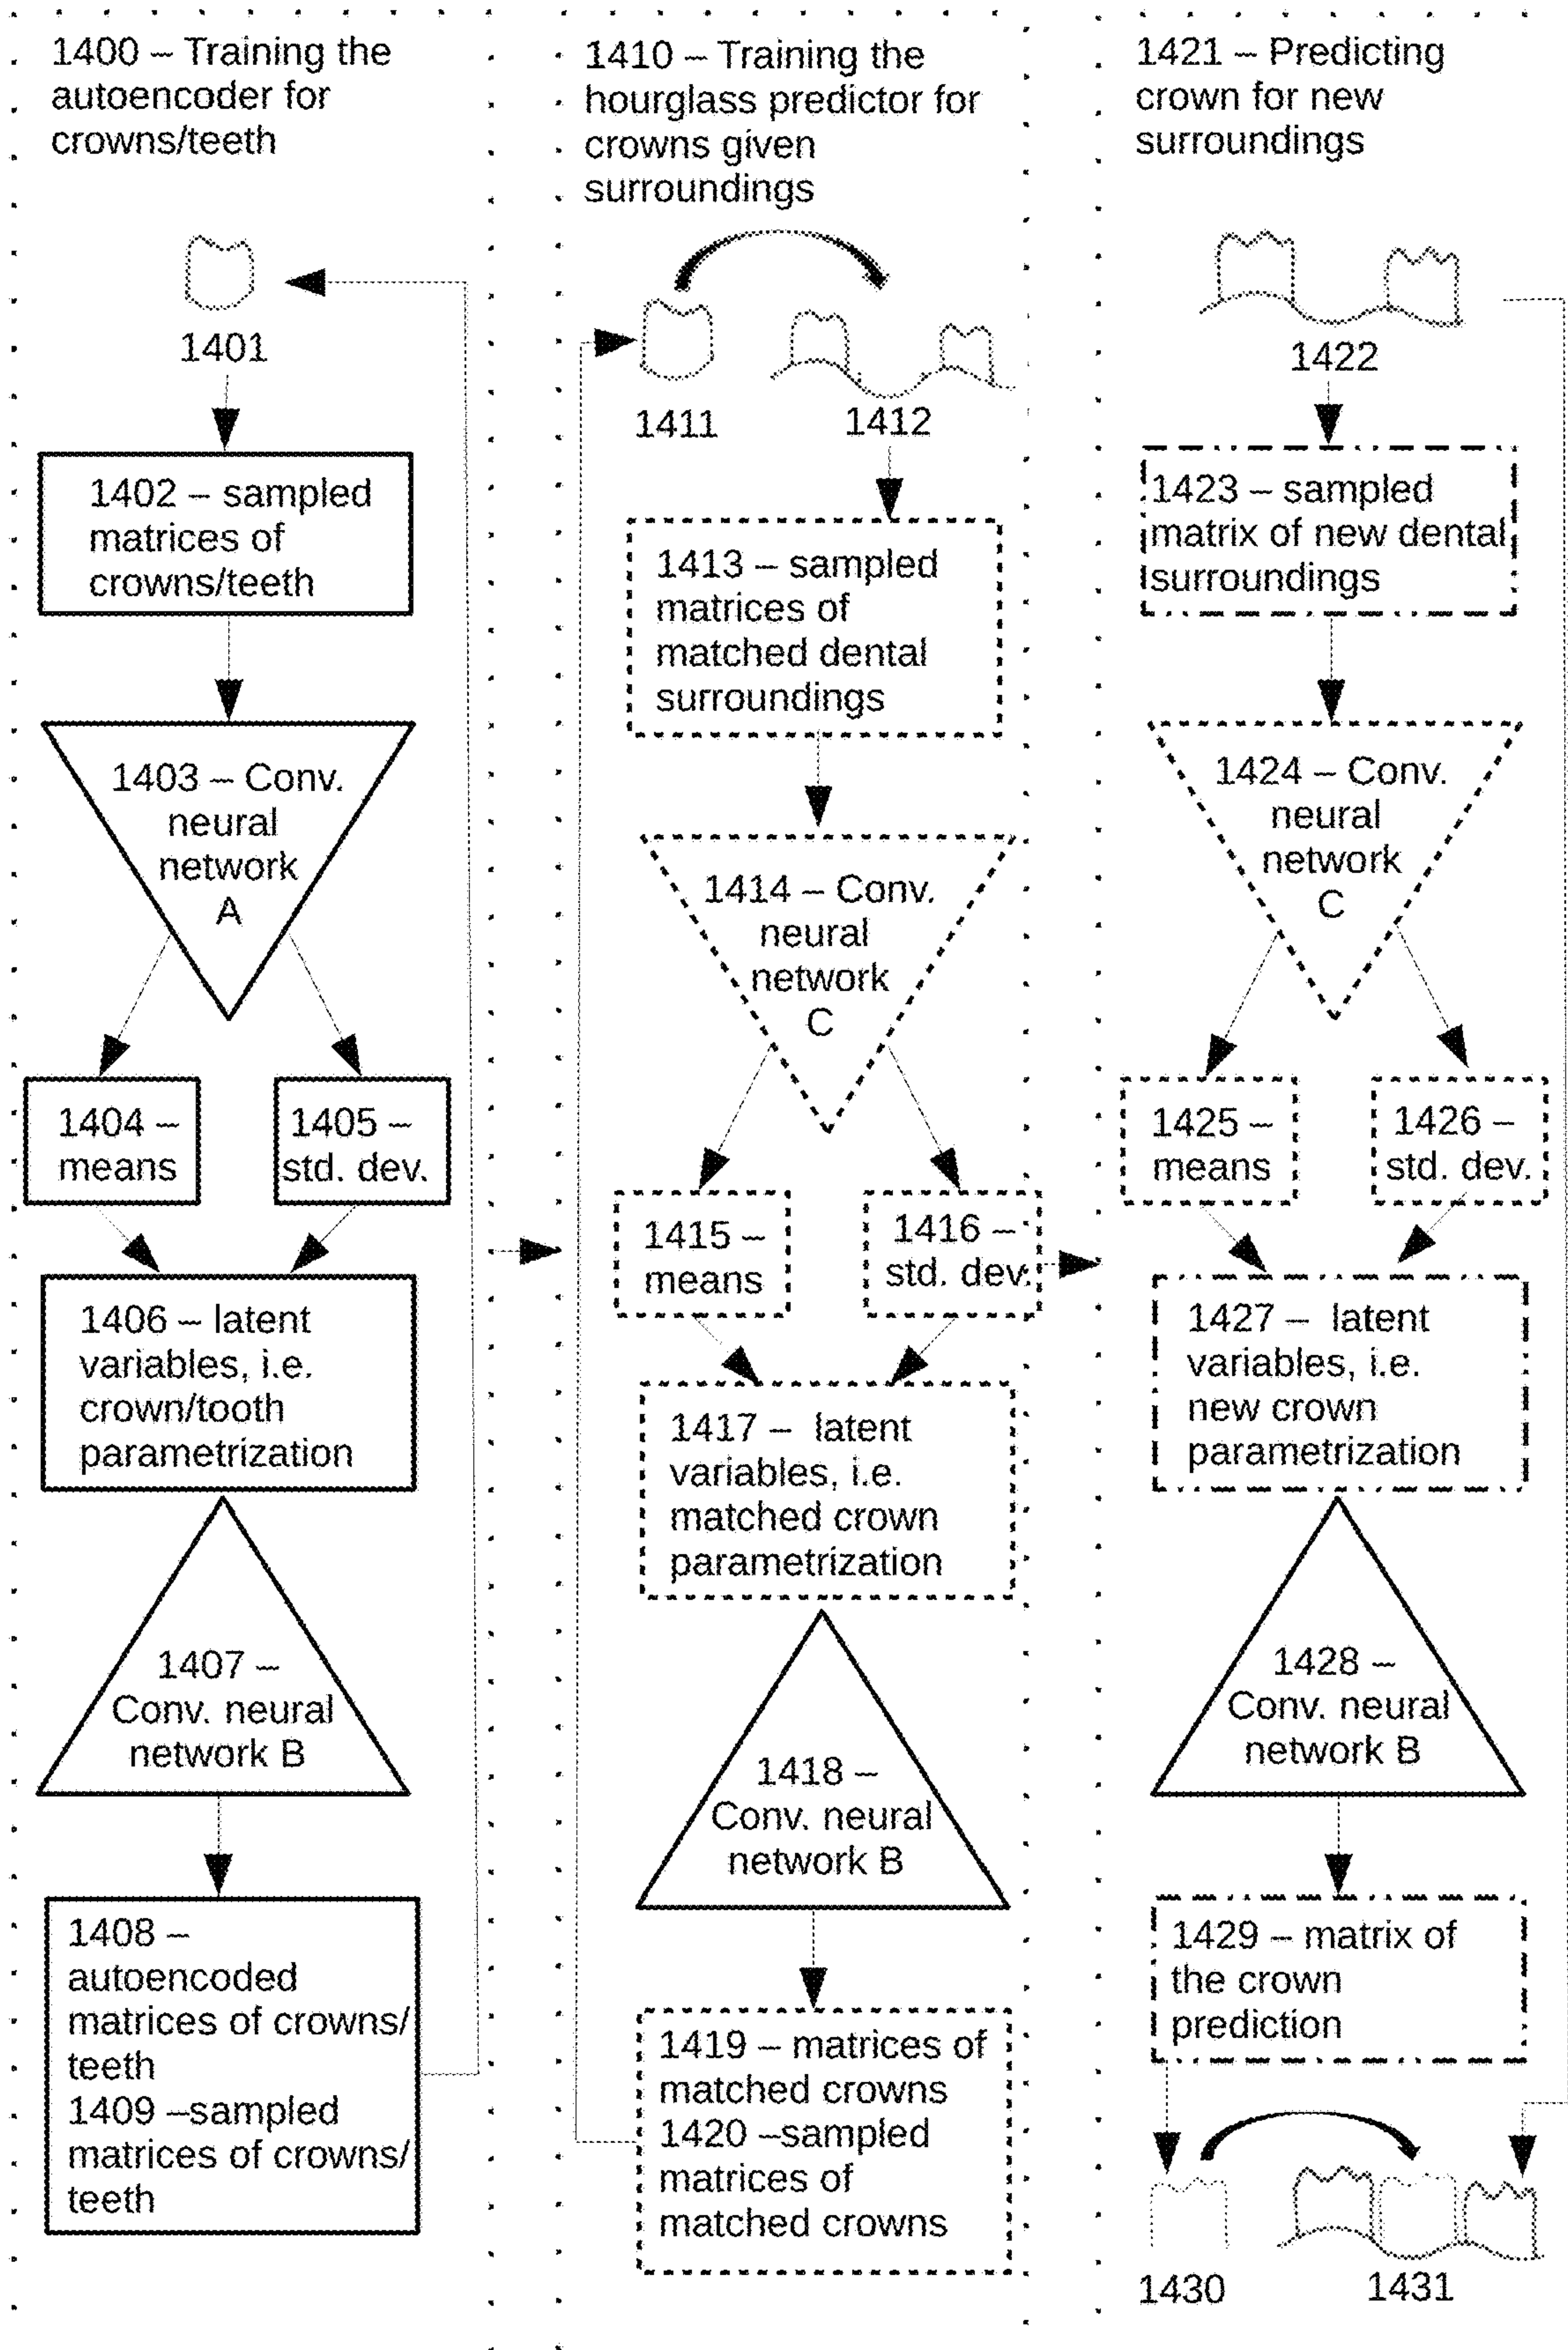 1400 – Training the
autoencoder for
crowns/teeth
1401
1402 – sampled
matrices of
crowns/teeth
1403 – Conv.
neural
network
A
1404 –
means
1405 –
std. dev.
1406 – latent
variables, i.e.
crown/tooth
parametrization
1407 –
Conv. neural
network B
1408 –
autoencoded
matrices of crowns/
teeth
1409 –sampled
matrices of crowns/
teeth
1410 – Training the
hourglass predictor for
crowns given
surroundings
1411
1412
1413 – sampled
matrices of
matched dental
surroundings
1414 – Conv.
neural
network
C
1415 –
means
1416 –
std. dev.
1417 – latent
variables, i.e.
matched crown
parametrization
1418 –
Conv. neural
network B
1419 – matrices of
matched crowns
1420 –sampled
matrices of
matched crowns
1421 – Predicting
crown for new
surroundings
1422
1423 – sampled
matrix of new dental
surroundings
1424 – Conv.
neural
network
C
1425 –
means
1426 –
std. dev.
1427 – latent
variables, i.e.
new crown
parametrization
1428 –
Conv. neural
network B
1429 – matrix of
the crown
prediction
1430
1431